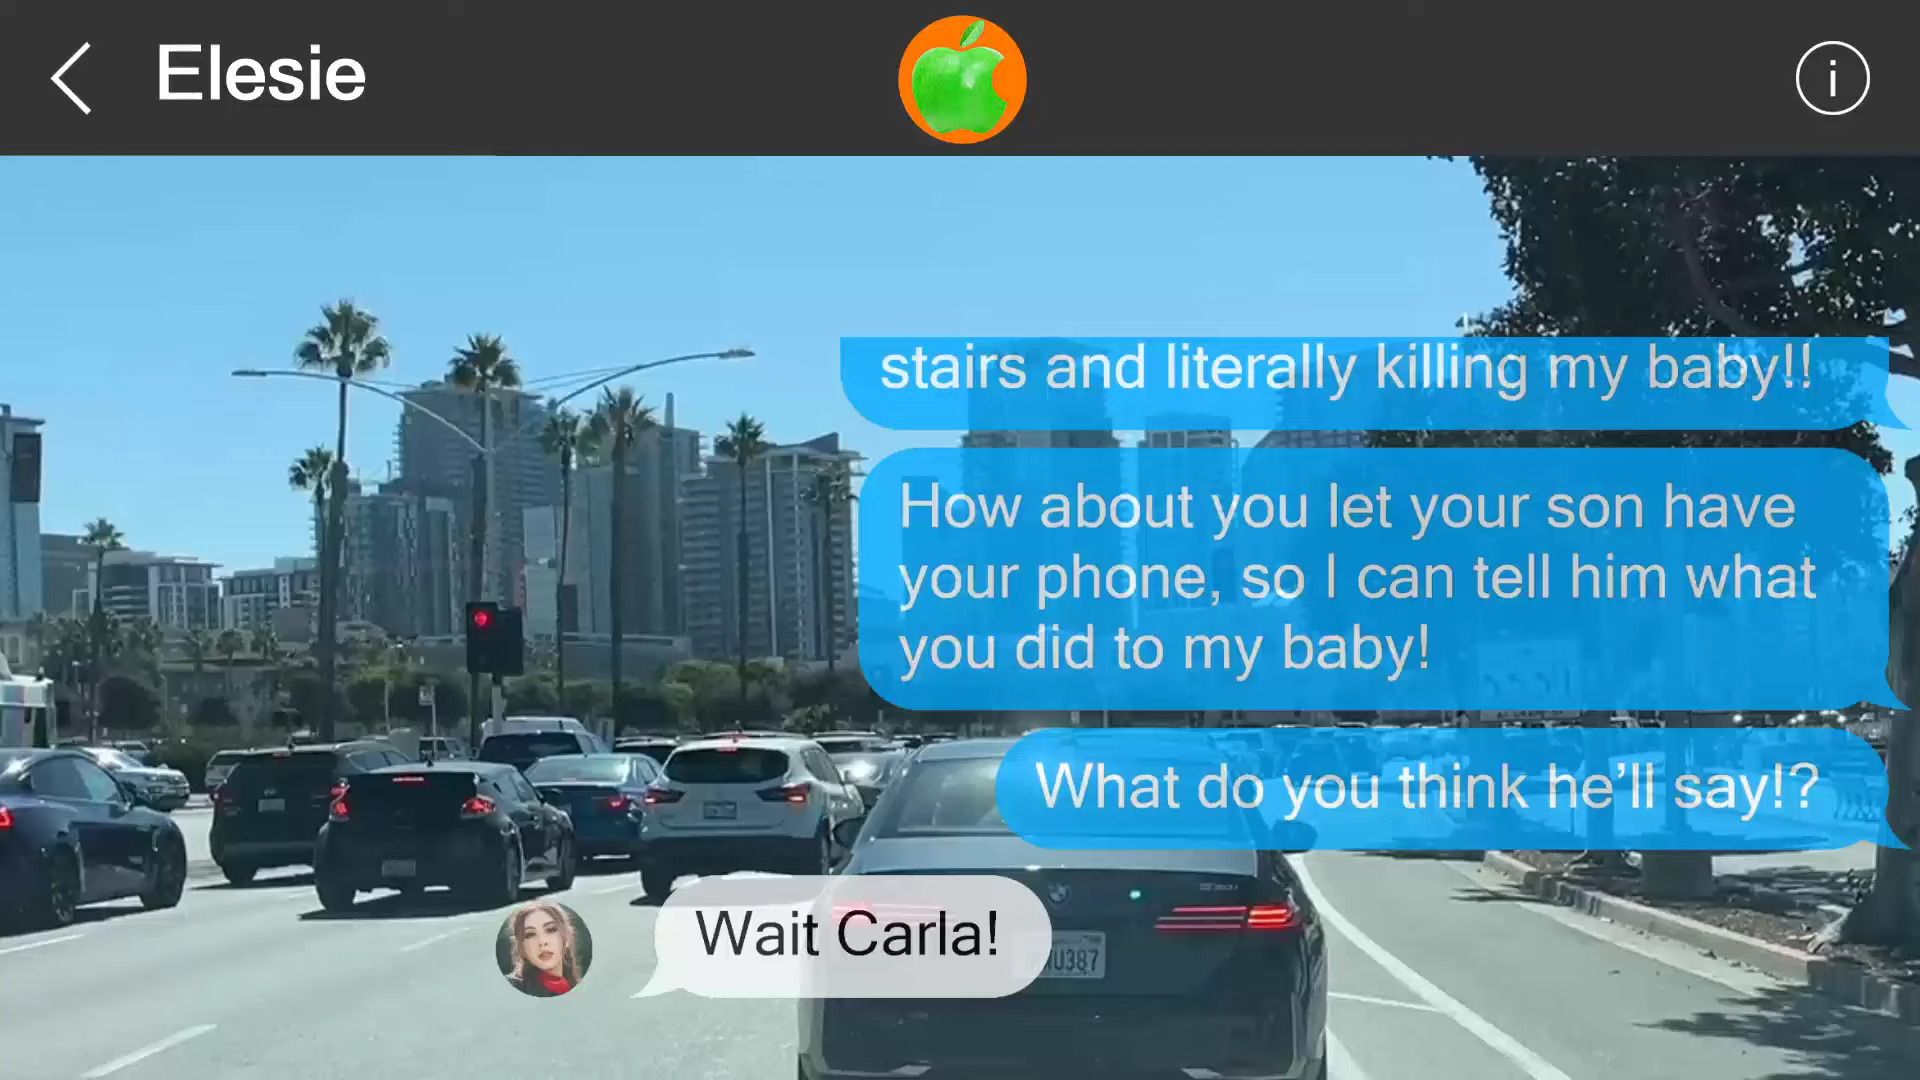 Elesie
i
stairs and literally killing my baby!!
How about you let your son have
your phone, so I can tell him what
you did to my baby!
What do you think he’ll say!?
Wait Carla!
U387